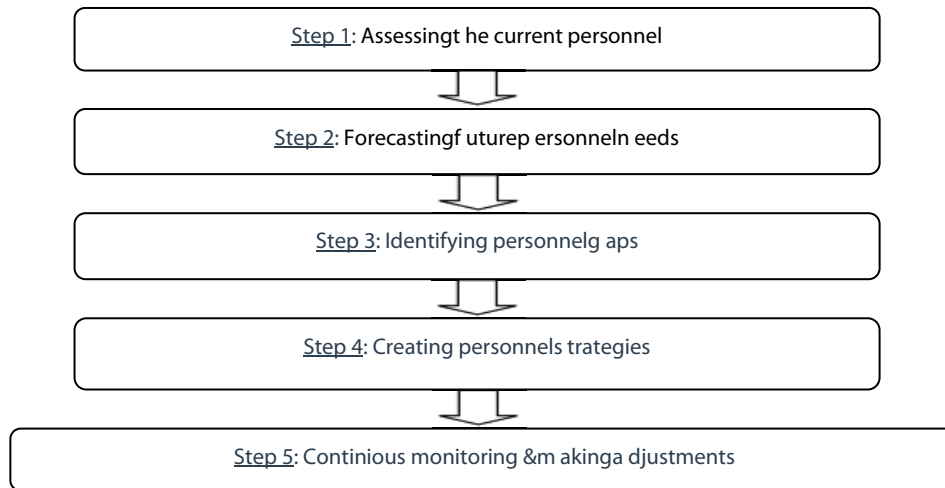 Step 1: Assessingt he current personnel
Step 2: Forecastingf uturep ersonneln eeds
Step 3: Identifying personnelg aps
Step 4: Creating personnels trategies
Step 5: Continious monitoring &m akinga djustments